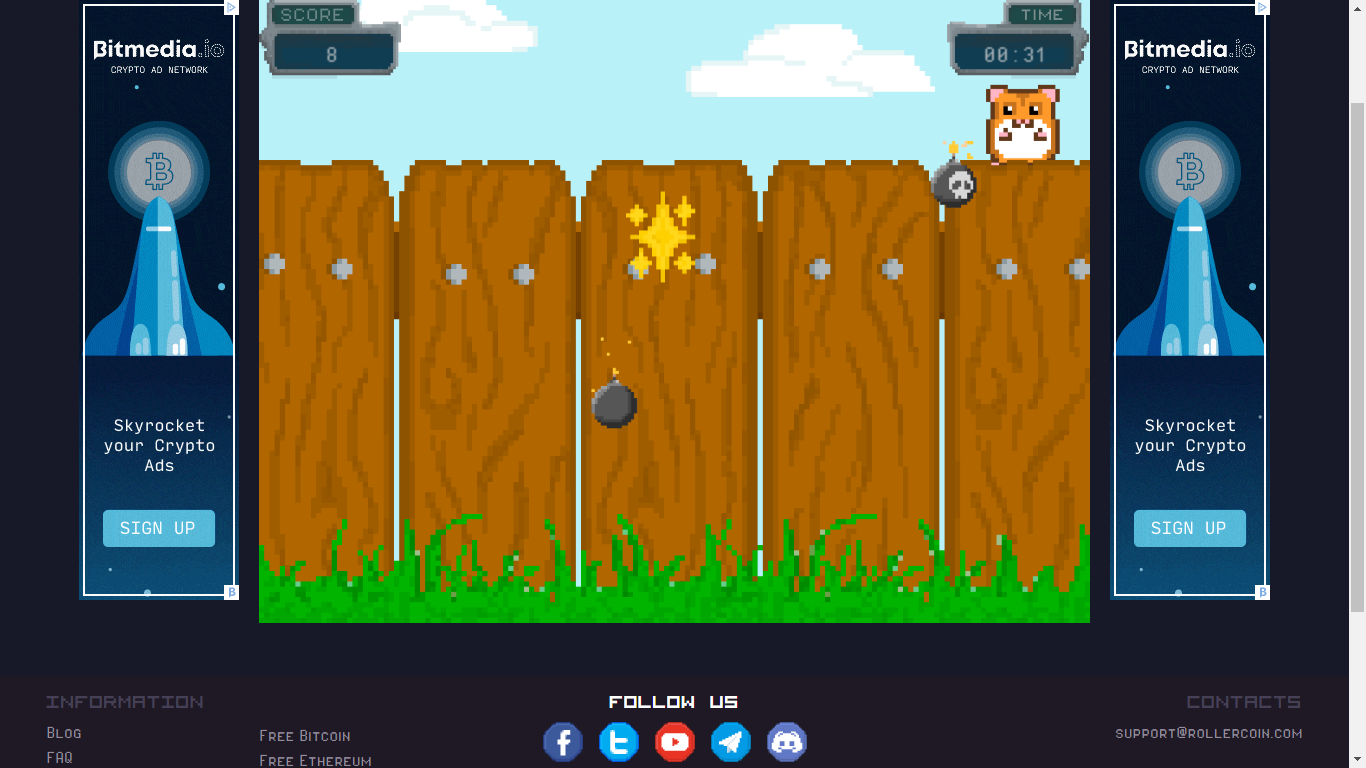 SCORE
8
TIME
00:31
Bitmedia.io
CRYPTO AD NETWORK
Skyrocket
your Crypto
Ads
SIGN UP
B
Bitmedia.io
CRYPTO AD NETWORK
Skyrocket
your Crypto
Ads
SIGN UP
B
INFORMATION
Blog
FAQ
Free Bitcoin
Free Ethereum
FOLLOW US
CONTACTS
SUPPORT@ROLLERCOIN.COM